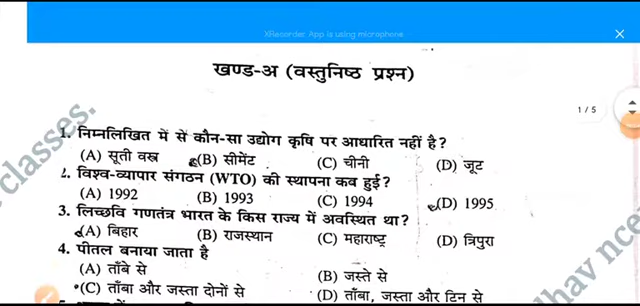 XRecorder: App is using microphone
खण्ड-अ (वस्तुनिष्ठ प्रश्न)
1 / 5
1. निम्नलिखित में से कौन-सा उद्योग कृषि पर आधारित नहीं है?
(A) सूती वस्त्र (B) सीमेंट (C) चीनी (D) जूट
2. विश्व-व्यापार संगठन (WTO) की स्थापना कब हुई?
(A) 1992 (B) 1993 (C) 1994 (D) 1995
3. लिच्छवि गणतंत्र भारत के किस राज्य में अवस्थित था?
(A) बिहार (B) राजस्थान (C) महाराष्ट्र (D) त्रिपुरा
4. पीतल बनाया जाता है
(A) ताँबे से (B) जस्ते से
(C) ताँबा और जस्ता दोनों से (D) ताँबा, जस्ता और टिन से
classes.